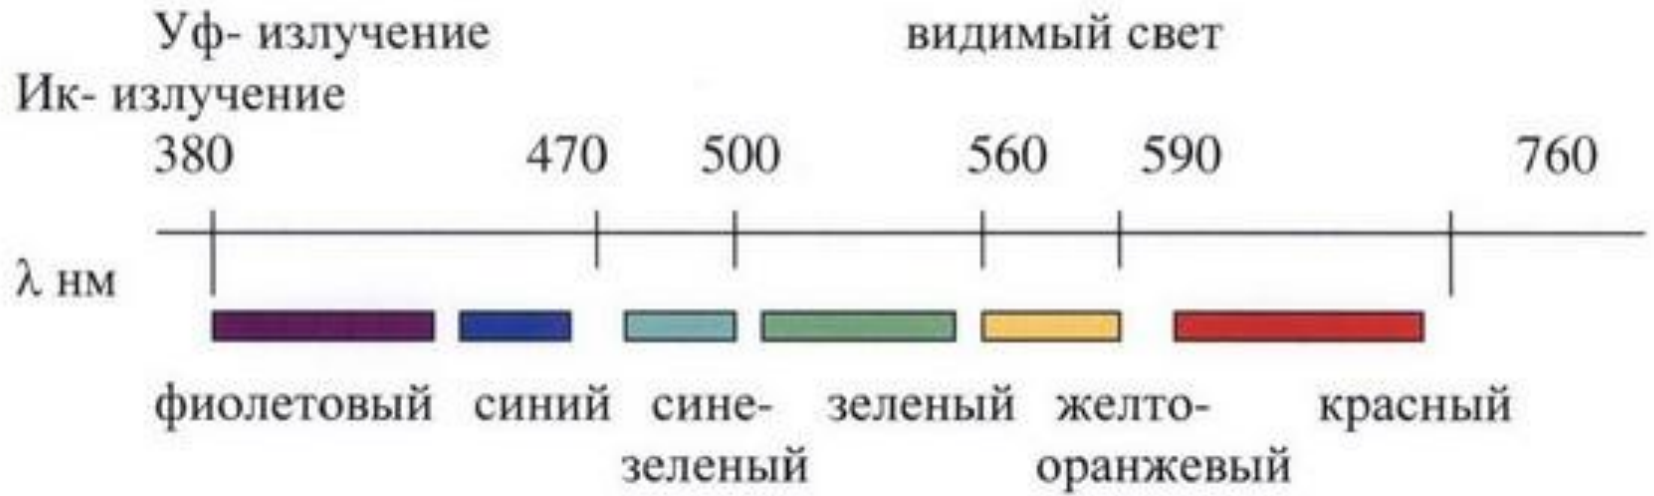 Уф- излучение видимый свет
Ик- излучение
380 470 500 560 590 760
λ нм
фиолетовый синий сине- зеленый желто- красный
зеленый оранжевый